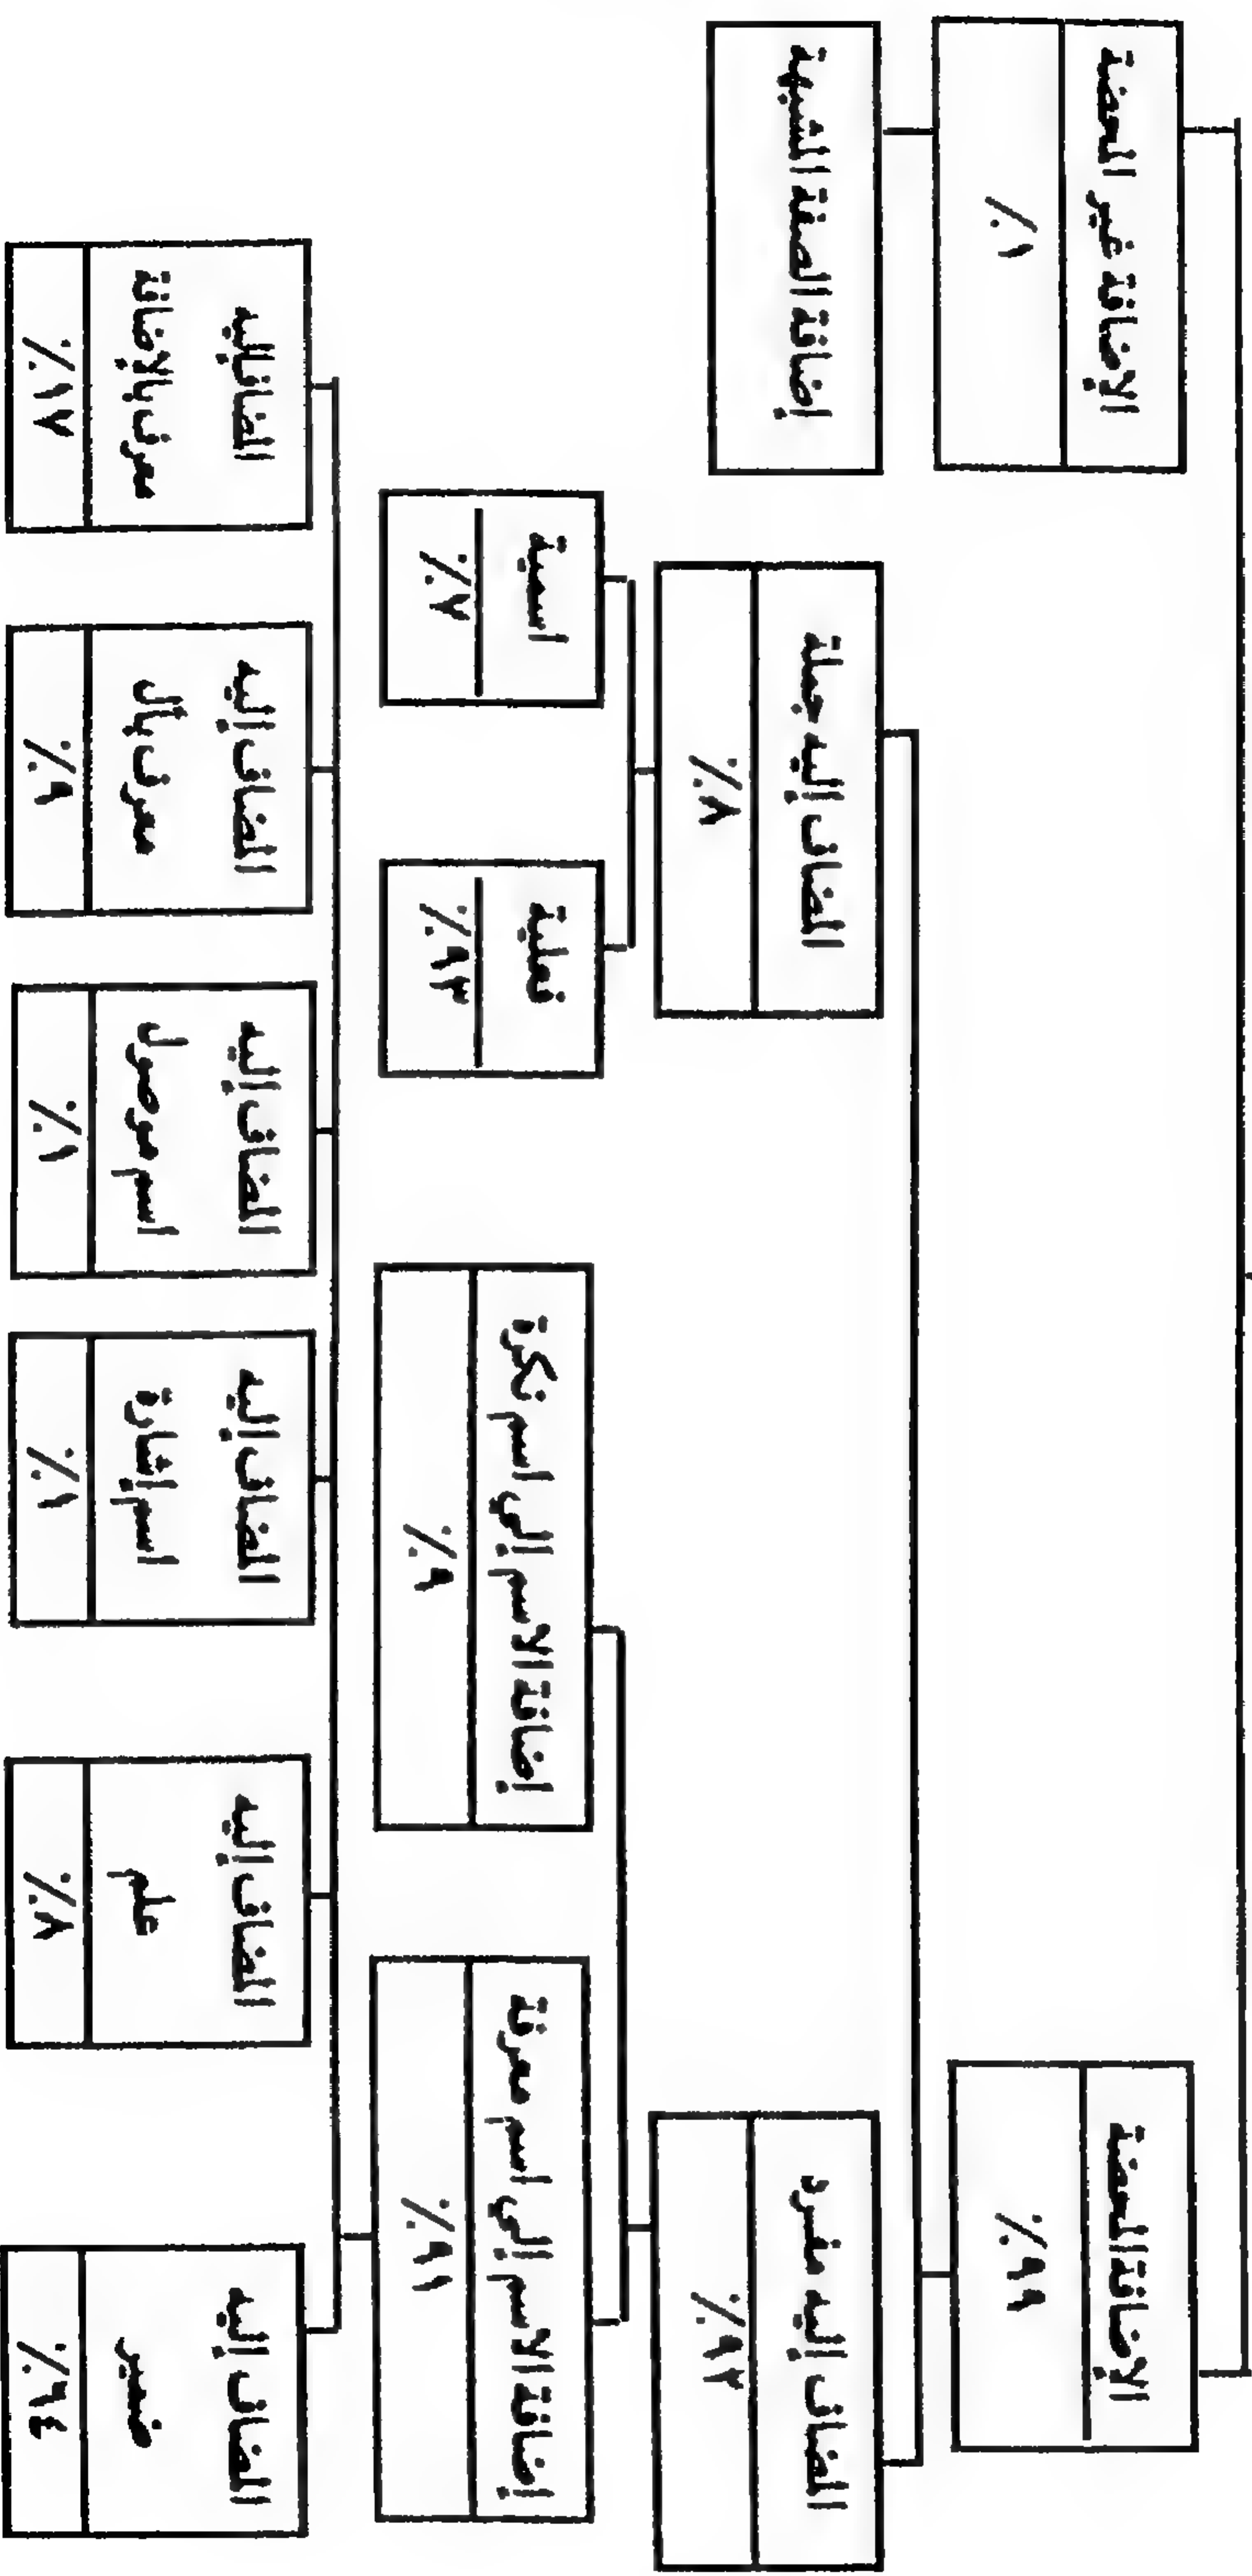 الإضافة المحضة
٪٩٩
الإضافة غير المحضة
٪١
المضاف إليه مفرد
٪٩٢
المضاف إليه جملة
٪٨
إضافة الصفة المشبهة
إضافة الاسم إلى اسم معرفة
٪٩١
إضافة الاسم إلى اسم نكرة
٪٩
فعلية
٪٩٣
اسمية
٪٧
المضاف إليه
ضمير
٪٦٤
المضاف إليه
علم
٪٨
المضاف إليه
اسم إشارة
٪١
المضاف إليه
اسم موصول
٪١
المضاف إليه
معرف بأل
٪٩
المضاف إليه
معرف بالإضافة
٪١٧